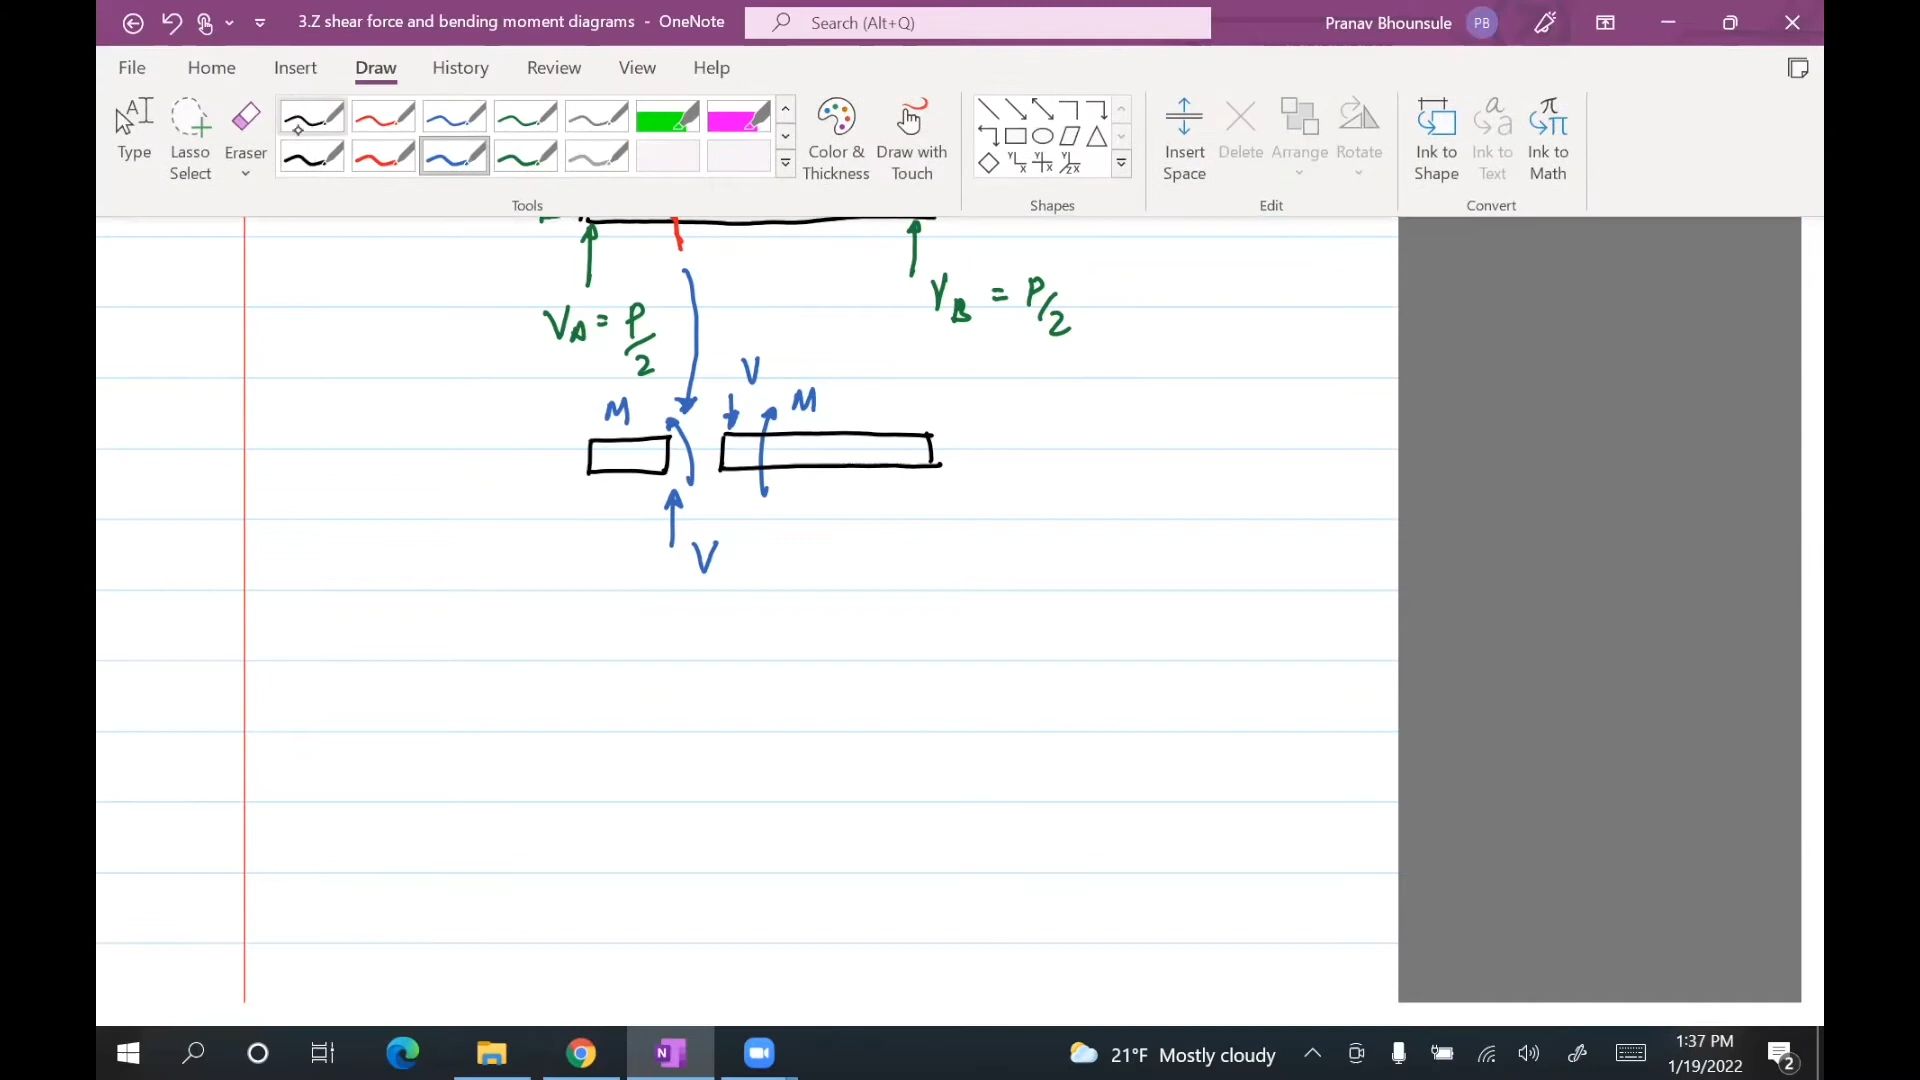 3.Z shear force and bending moment diagrams - OneNote
Search (Alt+Q)
Pranav Bhounsule
PB
File Home Insert Draw History Review View Help
Type
Lasso Select
Eraser
Color & Thickness
Draw with Touch
Insert Space
Delete
Arrange
Rotate
Ink to Shape
Ink to Text
Ink to Math
Tools
Shapes
Edit
Convert
VA = P/2
VB = P/2
V
M
M
V
21°F Mostly cloudy
1:37 PM
1/19/2022
2